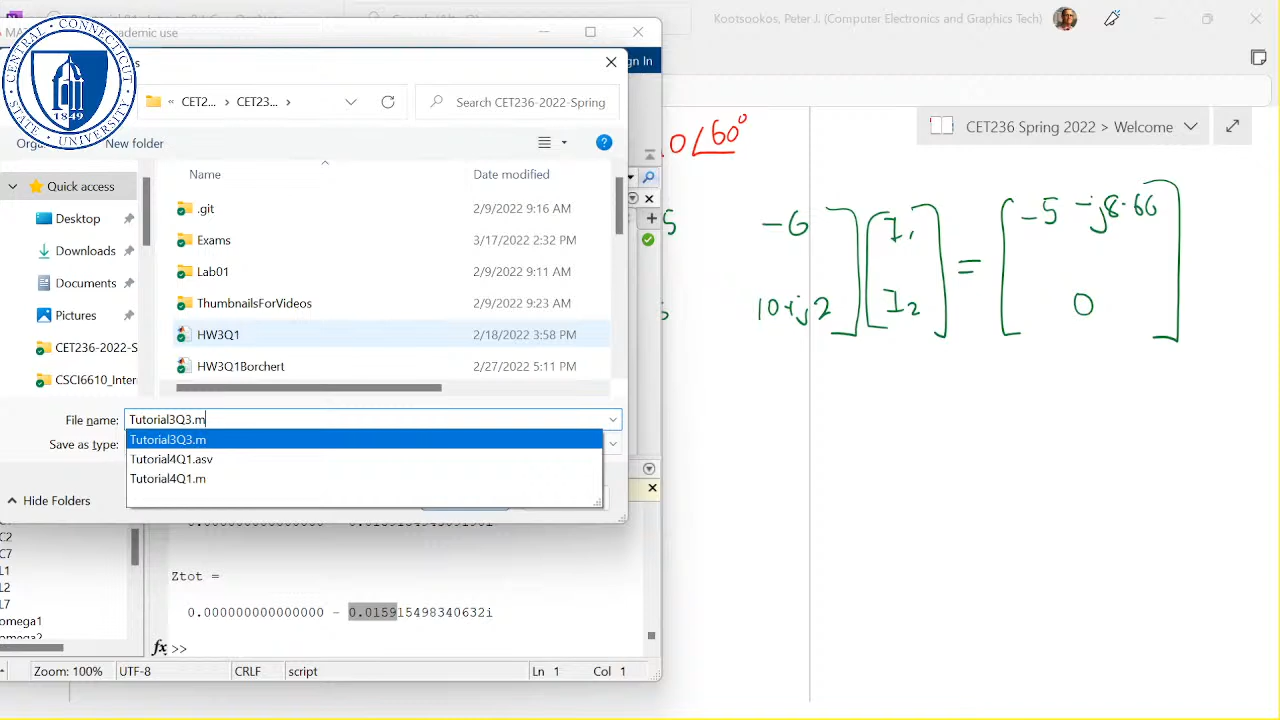 CENTRAL CONNECTICUT
STATE UNIVERSITY
1849
academic use
Kootsookos, Peter J. (Computer Electronics and Graphics Tech)
CET2...
CET23...
Search CET236-2022-Spring
New folder
CET236 Spring 2022 > Welcome
0∠60°
Name
Date modified
Quick access
Desktop
Downloads
Documents
Pictures
CET236-2022-S
CSCI6610_Inter
.git 2/9/2022 9:16 AM
Exams 3/17/2022 2:32 PM
Lab01 2/9/2022 9:11 AM
ThumbnailsForVideos 2/9/2022 9:23 AM
HW3Q1 2/18/2022 3:58 PM
HW3Q1Borchert 2/27/2022 5:11 PM
5 -6 I1 = -5 -j8.66
10+j2 I2 0
File name: Tutorial3Q3.m
Save as type:
Tutorial3Q3.m
Tutorial4Q1.asv
Tutorial4Q1.m
Hide Folders
C2
C7
L1
L2
L7
omega1
omega2
Ztot =
0.000000000000000 - 0.015915498340632i
fx >>
Zoom: 100% UTF-8 CRLF script Ln 1 Col 1